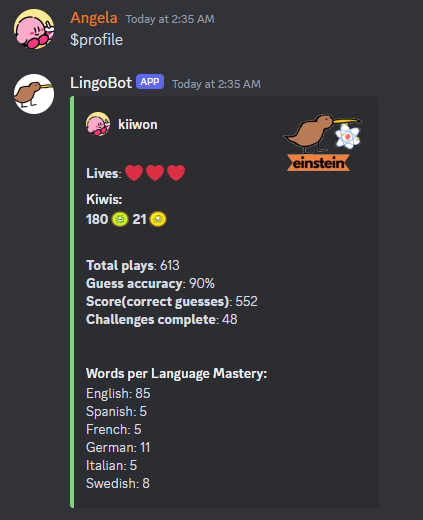 Angela Today at 2:35 AM
$profile
LingoBot APP Today at 2:35 AM
kiiwon
einstein
Lives:
Kiwis:
180 21
Total plays: 613
Guess accuracy: 90%
Score(correct guesses): 552
Challenges complete: 48
Words per Language Mastery:
English: 85
Spanish: 5
French: 5
German: 11
Italian: 5
Swedish: 8